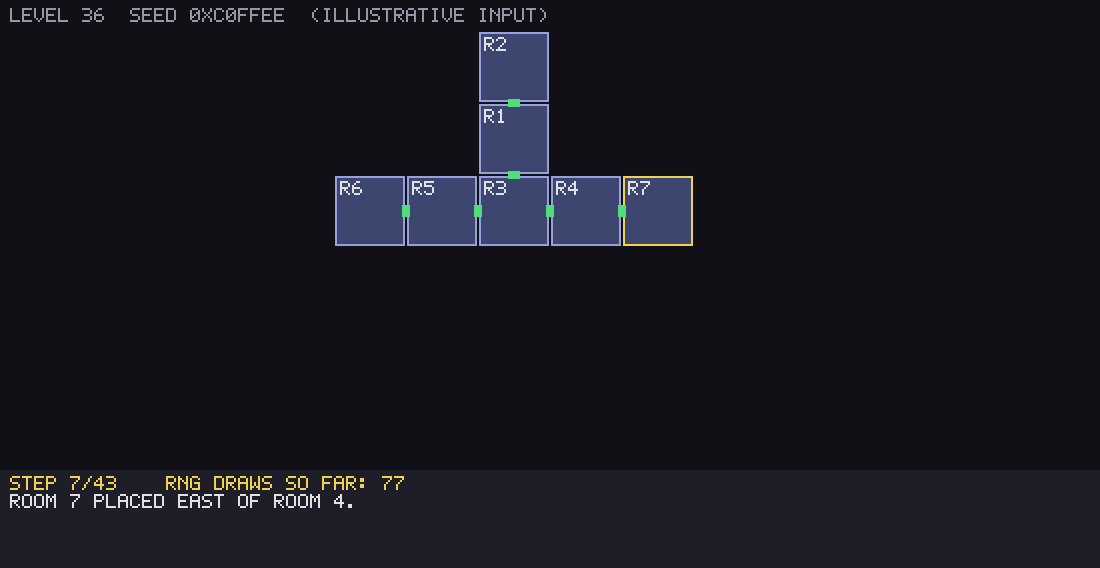 LEVEL 36  SEED 0XC0FFEE  (ILLUSTRATIVE INPUT)
R2
R1
R6 R5 R3 R4 R7
STEP 7/43    RNG DRAWS SO FAR: 77
ROOM 7 PLACED EAST OF ROOM 4.